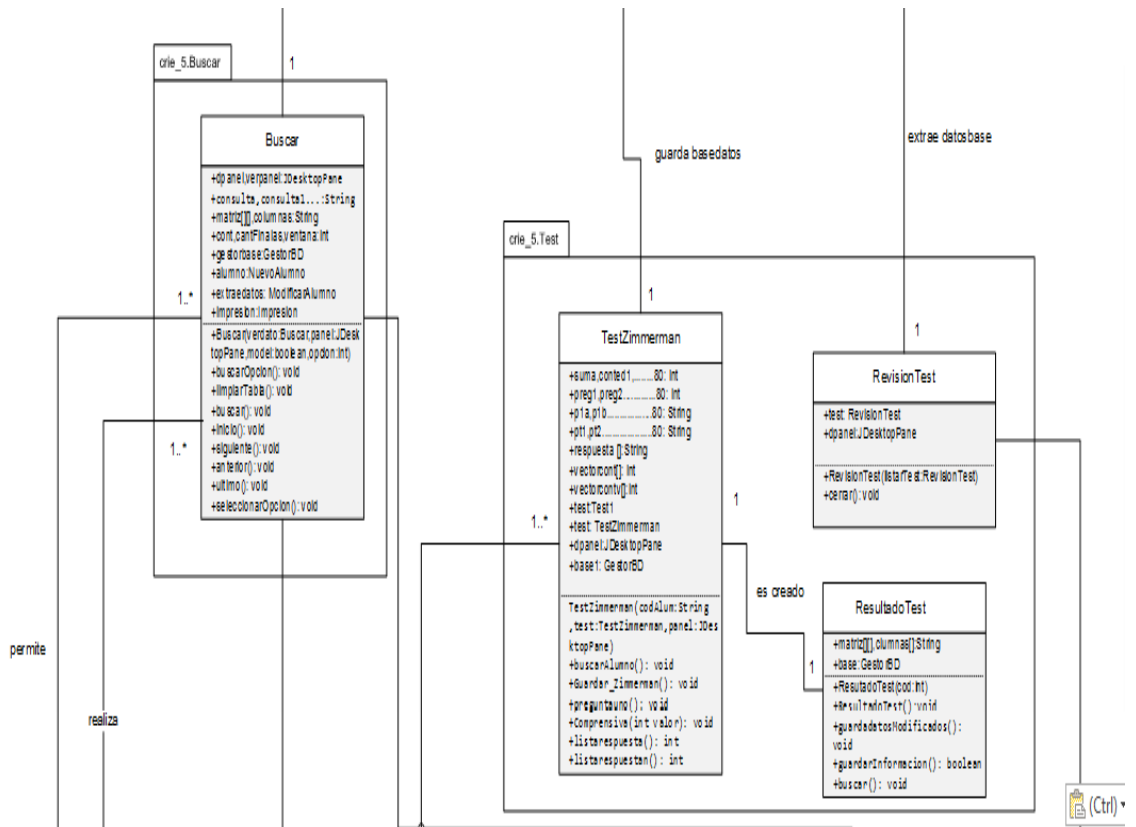 crie_5.Buscar
1
Buscar
+dpanel,verpanel:JDesktopPane
+consulta,consulta1...:String
+matriz[][],columnas:String
+cont,cantFinalas,ventana:int
+gestorbase:GestorBD
+alumno:NuevoAlumno
+extraedatos: ModificarAlumno
+impresion:Impresion
+Buscar(verdato:Buscar,panel:JDesk
topPane,model:boolean,opcion:int)
+buscarOpcion(): void
+limpiarTabla(): void
+buscar(): void
+inicio(): void
+siguiente(): void
+anterior(): void
+ultimo(): void
+seleccionarOpcion(): void
1..*
1..*
permite
realiza
guarda basedatos
extrae datosbase
crie_5.Test
1
TestZimmerman
+suma,conted1,........80: int
+preg1,preg2..............80: int
+p1a,p1b...................80: String
+pt1,pt2......................80: String
+respuesta []:String
+vectorcont[]: int
+vectorcontv[]:int
+test:Test1
+test: TestZimmerman
+dpanel:JDesktopPane
+base1: GestorBD
TestZimmerman(codAlum:String
,test:TestZimmerman,panel:JDes
ktopPane)
+buscarAlumno(): void
+Guardar_Zimmerman(): void
+preguntauno(): void
+Comprensiva(int valor): void
+listarespuesta(): int
+listarespuestan(): int
1..*
1
es creado
1
1
RevisionTest
+test: RevisionTest
+dpanel:JDesktopPane
+RevisionTest(listarTest:RevisionTest)
+cerrar(): void
ResultadoTest
+matriz[][],clumnas[]:String
+base:GestorBD
+ResutadoTest(cod:int)
+ResultadoTest():void
+guardadatosModificados():
void
+guardarInformacion(): boolean
+buscar(): void
(Ctrl)